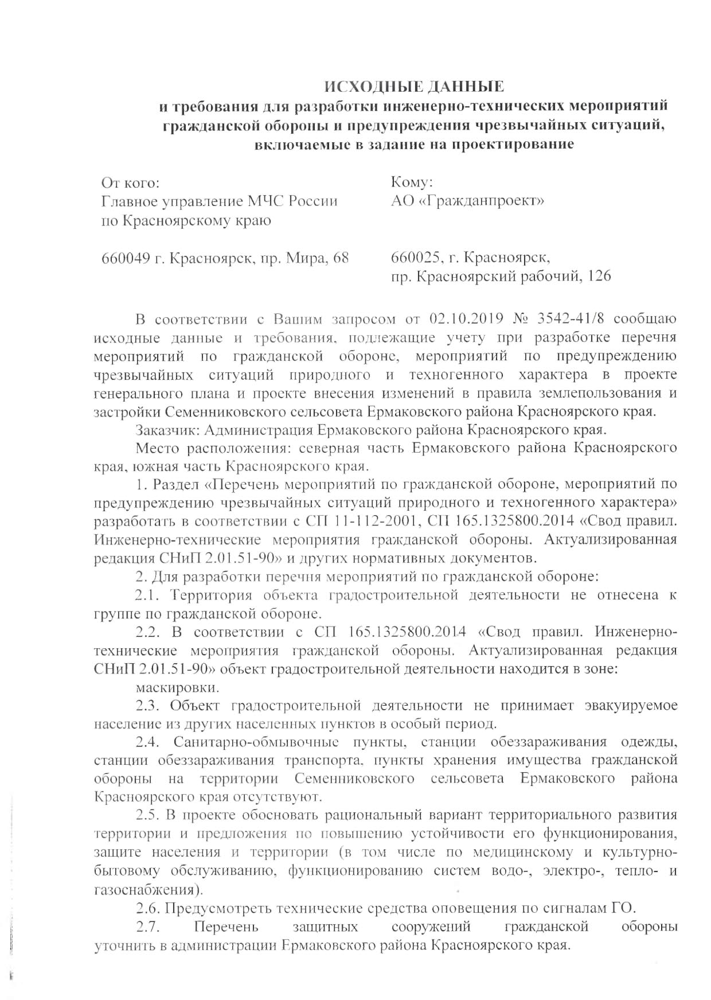 ИСХОДНЫЕ ДАННЫЕ
и требования для разработки инженерно-технических мероприятий
гражданской обороны и предупреждения чрезвычайных ситуаций,
включаемые в задание на проектирование
От кого:
Главное управление МЧС России
по Красноярскому краю
660049 г. Красноярск, пр. Мира, 68
Кому:
АО «Гражданпроект»
660025, г. Красноярск,
пр. Красноярский рабочий, 126
В соответствии с Вашим запросом от 02.10.2019 № 3542-41/8 сообщаю
исходные данные и требования, подлежащие учету при разработке перечня
мероприятий по гражданской обороне, мероприятий по предупреждению
чрезвычайных ситуаций природного и техногенного характера в проекте
генерального плана и проекте внесения изменений в правила землепользования и
застройки Семенниковского сельсовета Ермаковского района Красноярского края.
Заказчик: Администрация Ермаковского района Красноярского края.
Место расположения: северная часть Ермаковского района Красноярского
края, южная часть Красноярского края.
1. Раздел «Перечень мероприятий по гражданской обороне, мероприятий по
предупреждению чрезвычайных ситуаций природного и техногенного характера»
разработать в соответствии с СП 11-112-2001, СП 165.1325800.2014 «Свод правил.
Инженерно-технические мероприятия гражданской обороны. Актуализированная
редакция СНиП 2.01.51-90» и других нормативных документов.
2. Для разработки перечня мероприятий по гражданской обороне:
2.1. Территория объекта градостроительной деятельности не отнесена к
группе по гражданской обороне.
2.2. В соответствии с СП 165.1325800.2014 «Свод правил. Инженерно-
технические мероприятия гражданской обороны. Актуализированная редакция
СНиП 2.01.51-90» объект градостроительной деятельности находится в зоне:
маскировки.
2.3. Объект градостроительной деятельности не принимает эвакуируемое
население из других населенных пунктов в особый период.
2.4. Санитарно-обмывочные пункты, станции обеззараживания одежды,
станции обеззараживания транспорта, пункты хранения имущества гражданской
обороны на территории Семенниковского сельсовета Ермаковского района
Красноярского края отсутствуют.
2.5. В проекте обосновать рациональный вариант территориального развития
территории и предложения по повышению устойчивости его функционирования,
защите населения и территории (в том числе по медицинскому и культурно-
бытовому обслуживанию, функционированию систем водо-, электро-, тепло- и
газоснабжения).
2.6. Предусмотреть технические средства оповещения по сигналам ГО.
2.7. Перечень защитных сооружений гражданской обороны
уточнить в администрации Ермаковского района Красноярского края.